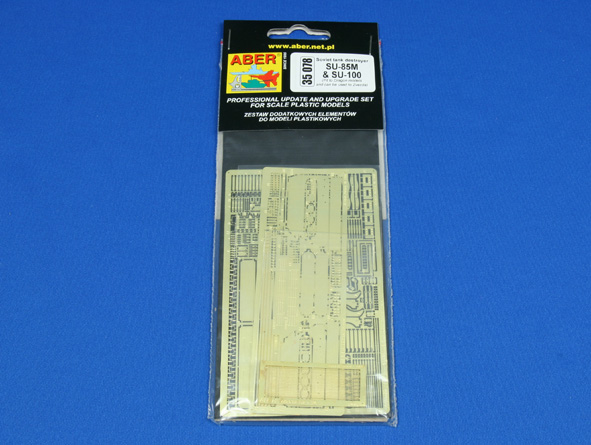 www.aber.net.pl
ABER
35 078
Soviet tank destroyer
SU-85M
& SU-100
PROFESSIONAL UPDATE AND UPGRADE SET
FOR SCALE PLASTIC MODELS
ZESTAW DODATKOWYCH ELEMENTÓW
DO MODELI PLASTIKOWYCH